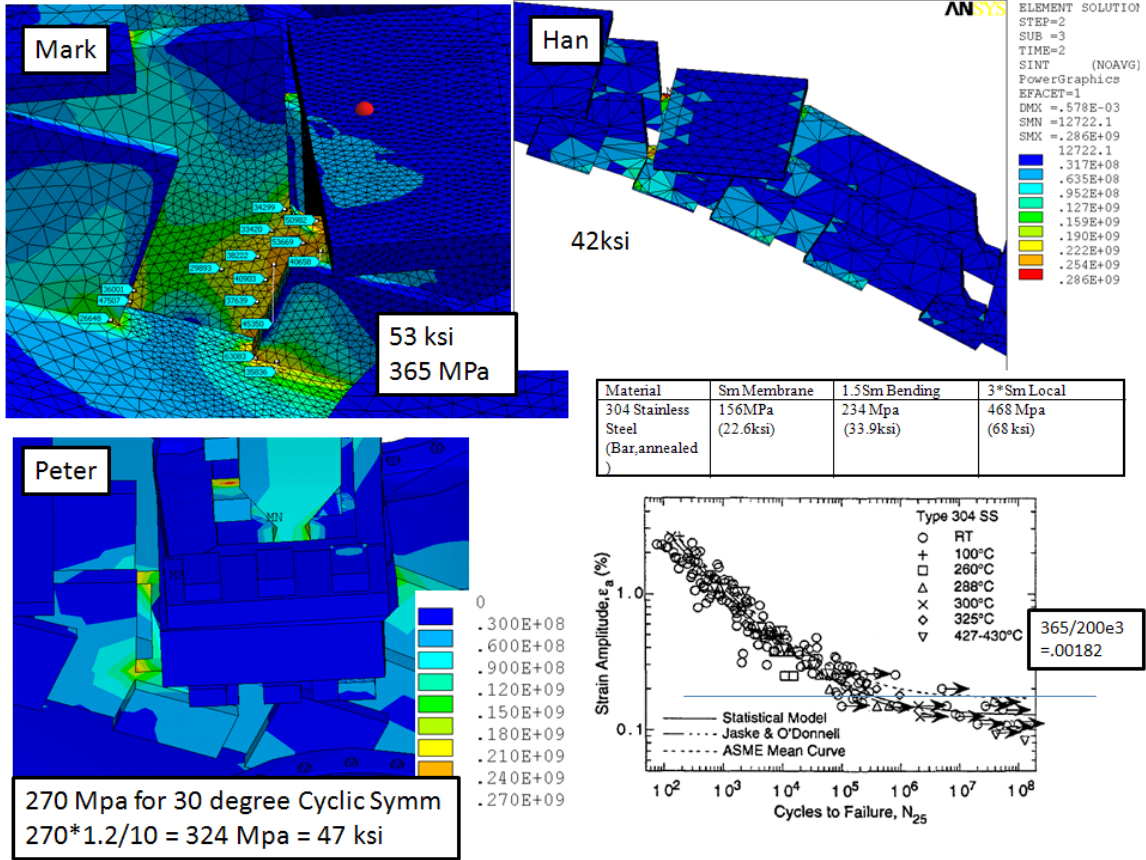 Mark
34299
50982
33420
53669
38222
29893
40658
40903
36001
47507
37639
26648
45350
63083
35836
53 ksi
365 MPa
Han
ANSYS
42ksi
ELEMENT SOLUTION
STEP=2
SUB =3
TIME=2
SINT (NOAVG)
PowerGraphics
EFACET=1
DMX =.578E-03
SMN =12722.1
SMX =.286E+09
12722.1
.317E+08
.635E+08
.952E+08
.127E+09
.159E+09
.190E+09
.222E+09
.254E+09
.286E+09
Material Sm Membrane 1.5Sm Bending 3*Sm Local
304 Stainless 156MPa 234 Mpa 468 Mpa
Steel (22.6ksi) (33.9ksi) (68 ksi)
(Bar,annealed
)
Peter
MN
0
.300E+08
.600E+08
.900E+08
.120E+09
.150E+09
.180E+09
.210E+09
.240E+09
.270E+09
270 Mpa for 30 degree Cyclic Symm
270*1.2/10 = 324 Mpa = 47 ksi
Type 304 SS
RT
100°C
260°C
288°C
300°C
325°C
427-430°C
Strain Amplitude,εa (%)
1.0
0.1
Statistical Model
Jaske & O'Donnell
ASME Mean Curve
10² 10³ 10⁴ 10⁵ 10⁶ 10⁷ 10⁸
Cycles to Failure, N25
365/200e3
=.00182